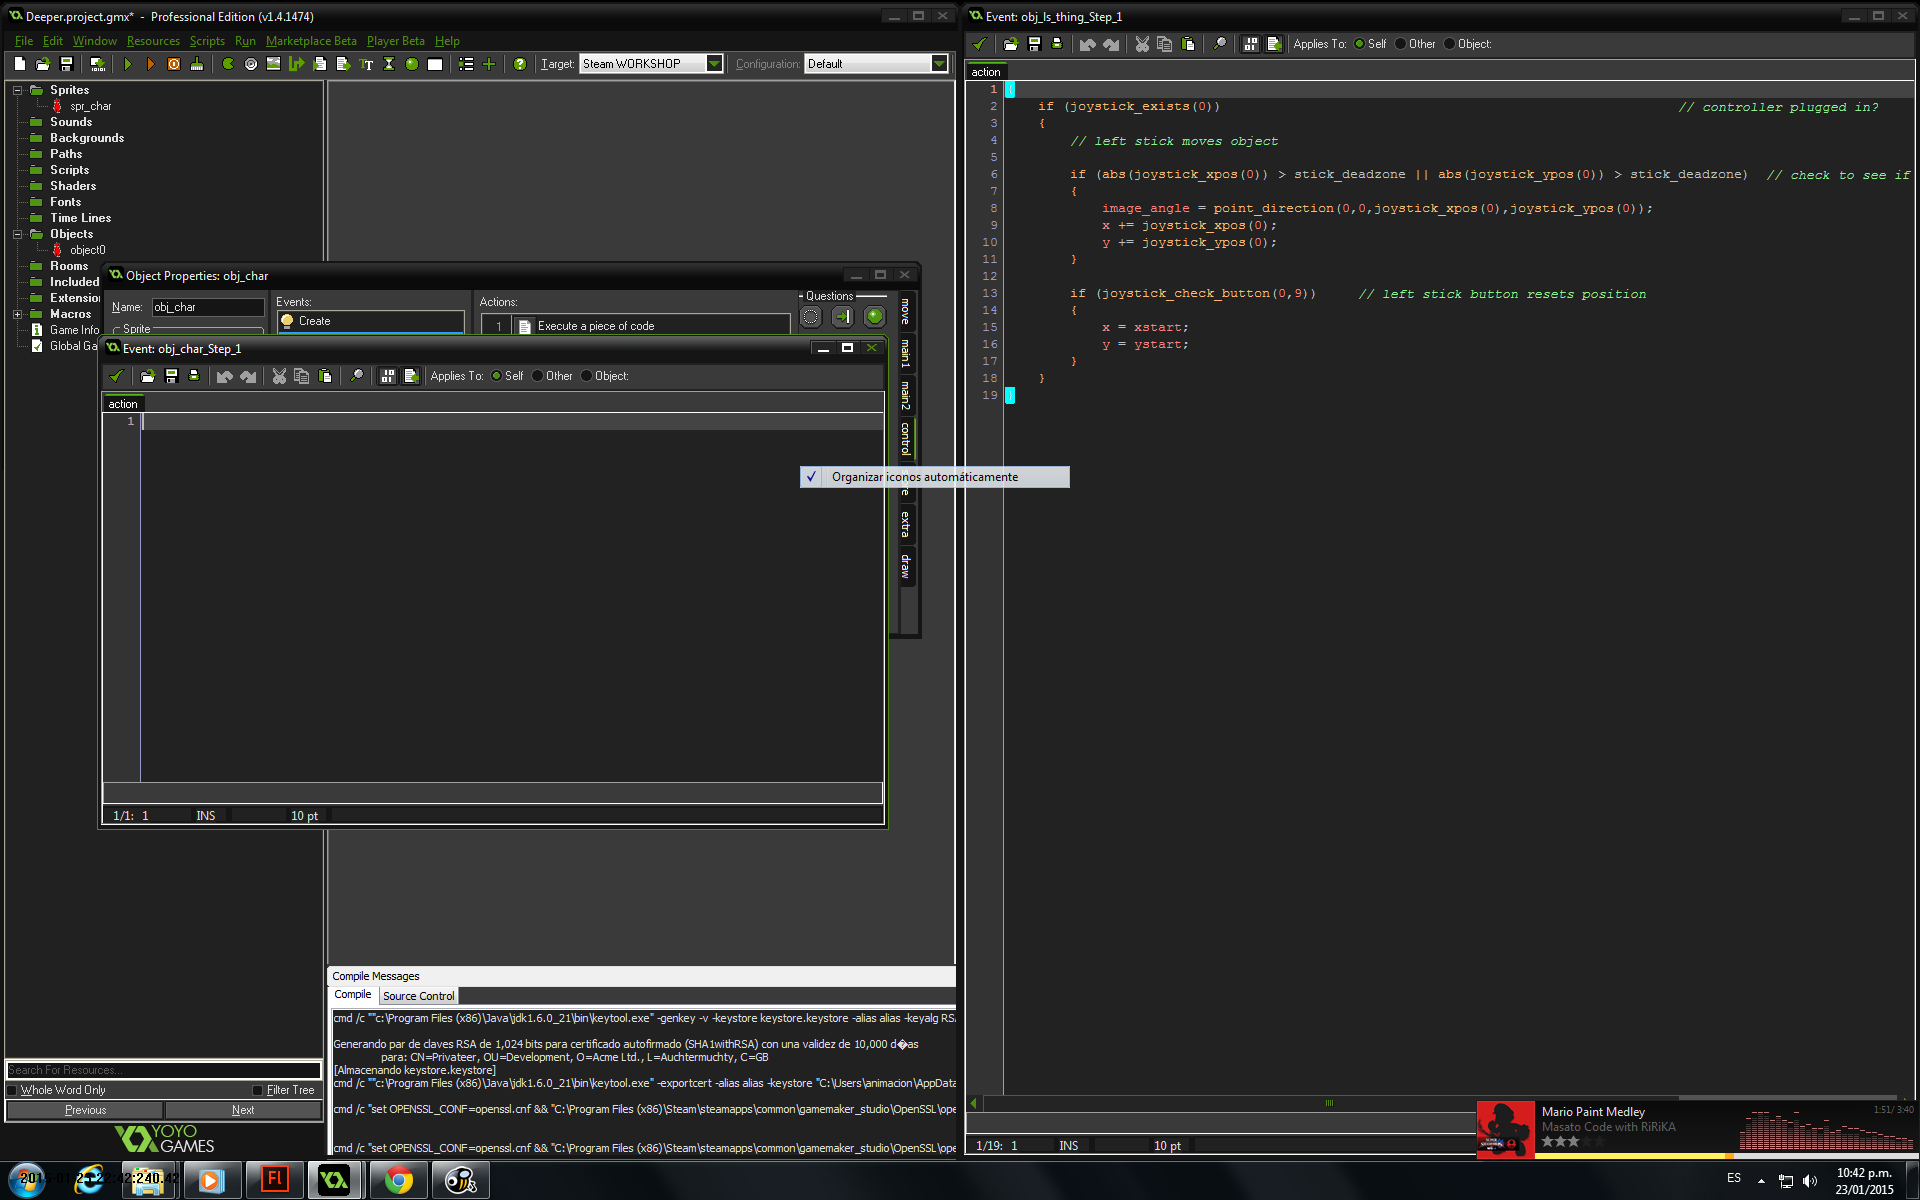 Deeper.project.gmx* - Professional Edition (v1.4.1474)
File Edit Window Resources Scripts Run Marketplace Beta Player Beta Help
Target: Steam WORKSHOP Configuration: Default
Sprites
spr_char
Sounds
Backgrounds
Paths
Scripts
Shaders
Fonts
Time Lines
Objects
object0
Rooms
Included
Extensio
Macros
Game Info
Global Ga
Object Properties: obj_char
Name: obj_char
Sprite
Events:
Create
Actions:
1 Execute a piece of code
Questions
move
main1
main2
control
extra
draw
Event: obj_char_Step_1
Applies To: Self Other Object:
action
1
1/1: 1 INS 10 pt
Organizar iconos automáticamente
Compile Messages
Compile Source Control
cmd /c ""c:\Program Files (x86)\Java\jdk1.6.0_21\bin\keytool.exe" -genkey -v -keystore keystore.keystore -alias alias -keyalg RS
Generando par de claves RSA de 1,024 bits para certificado autofirmado (SHA1withRSA) con una validez de 10,000 d�as
para: CN=Privateer, OU=Development, O=Acme Ltd., L=Auchtermuchty, C=GB
[Almacenando keystore.keystore]
cmd /c ""c:\Program Files (x86)\Java\jdk1.6.0_21\bin\keytool.exe" -exportcert -alias alias -keystore "C:\Users\animacion\AppData
cmd /c "set OPENSSL_CONF=openssl.cnf && "C:\Program Files (x86)\Steam\steamapps\common\gamemaker_studio\OpenSSL\ope
cmd /c "set OPENSSL_CONF=openssl.cnf && "C:\Program Files (x86)\Steam\steamapps\common\gamemaker_studio\OpenSSL\ope
Search For Resources...
Whole Word Only Filter Tree
Previous Next
YOYO
GAMES
Event: obj_ls_thing_Step_1
Applies To: Self Other Object:
action
1 {
2 if (joystick_exists(0)) // controller plugged in?
3 {
4 // left stick moves object
5
6 if (abs(joystick_xpos(0)) > stick_deadzone || abs(joystick_ypos(0)) > stick_deadzone) // check to see if
7 {
8 image_angle = point_direction(0,0,joystick_xpos(0),joystick_ypos(0));
9 x += joystick_xpos(0);
10 y += joystick_ypos(0);
11 }
12
13 if (joystick_check_button(0,9)) // left stick button resets position
14 {
15 x = xstart;
16 y = ystart;
17 }
18 }
19 }
1/19: 1 INS 10 pt
Mario Paint Medley
Masato Code with RiRiKA
1:51/ 3:40
Fl
ES
10:42 p.m.
23/01/2015